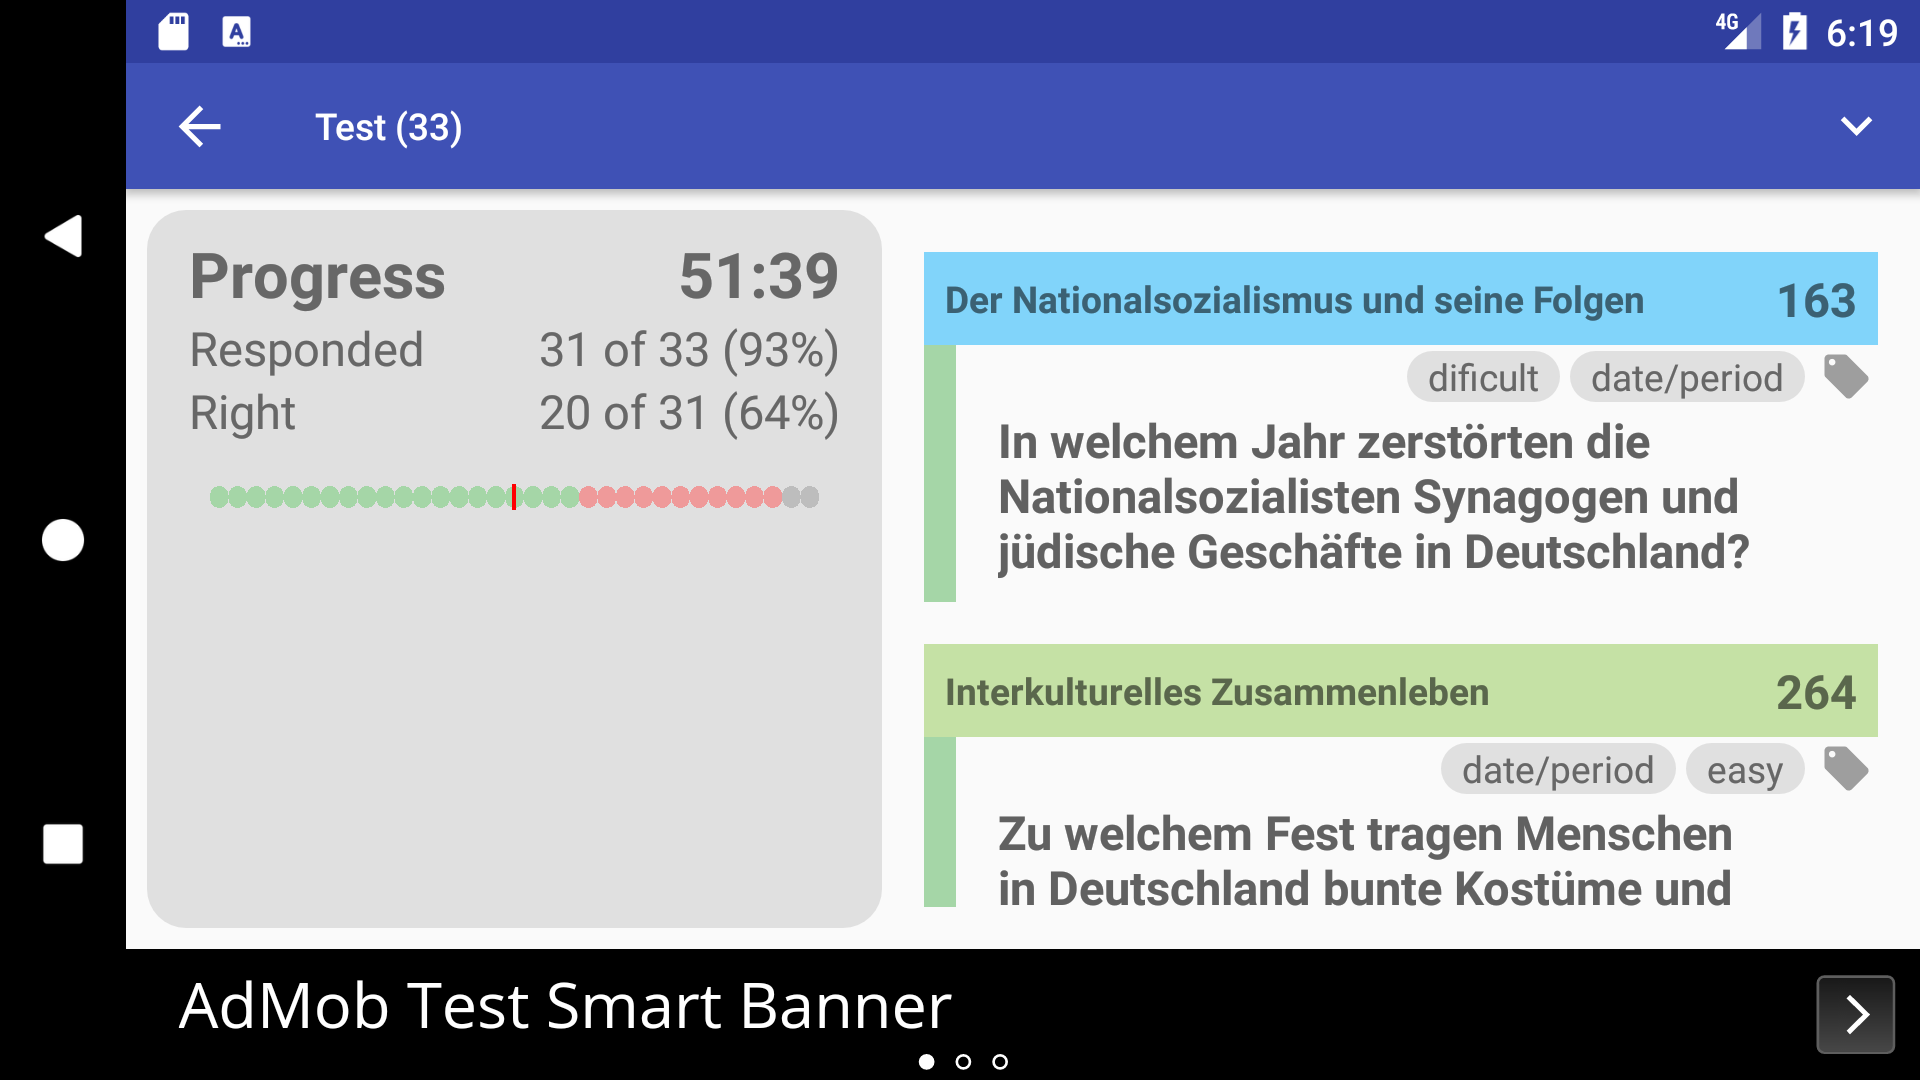 4G 6:19
Test (33)
Progress 51:39
Responded 31 of 33 (93%)
Right 20 of 31 (64%)
Der Nationalsozialismus und seine Folgen 163
dificult date/period
In welchem Jahr zerstörten die
Nationalsozialisten Synagogen und
jüdische Geschäfte in Deutschland?
Interkulturelles Zusammenleben 264
date/period easy
Zu welchem Fest tragen Menschen
in Deutschland bunte Kostüme und
AdMob Test Smart Banner